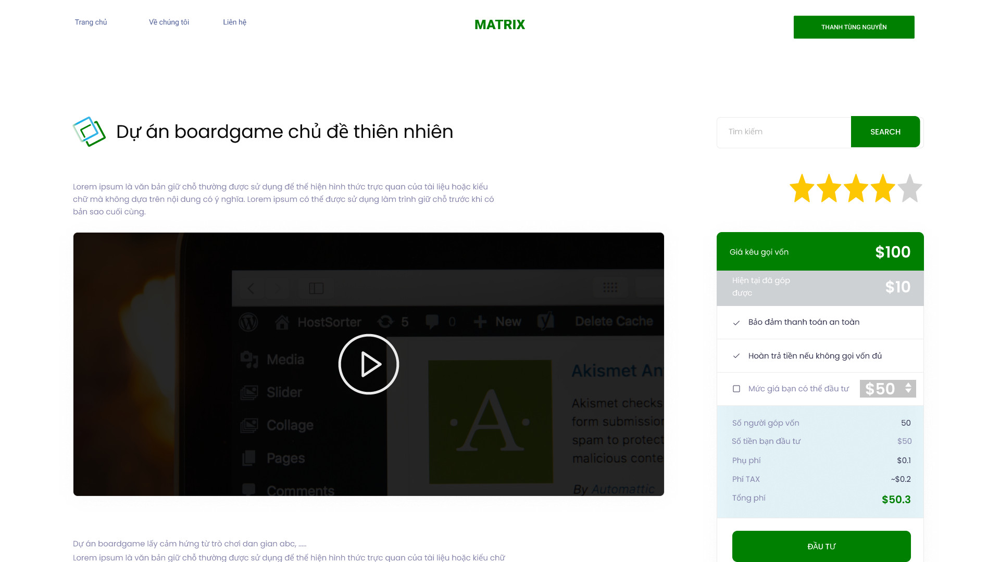 Trang chủ
Về chúng tôi
Liên hệ
MATRIX
THANH TÙNG NGUYỄN
Dự án boardgame chủ đề thiên nhiên
Tìm kiếm
SEARCH
Lorem ipsum là văn bản giữ chỗ thường được sử dụng để thể hiện hình thức trực quan của tài liệu hoặc kiểu
chữ mà không dựa trên nội dung có ý nghĩa. Lorem ipsum có thể được sử dụng làm trình giữ chỗ trước khi có
bản sao cuối cùng.
HostSorter
5
0
New
Delete Cache
Media
Slider
Collage
Pages
Comments
A
Akismet An
Akismet checks
form submission
spam to protect
malicious conte
By Automattic
Giá kêu gọi vốn
$100
Hiện tại đã góp
được
$10
Bảo đảm thanh toán an toàn
Hoàn trả tiền nếu không gọi vốn đủ
Mức giá bạn có thể đầu tư
$50
Số người góp vốn
50
Số tiền bạn đầu tư
$50
Phụ phí
$0.1
Phí TAX
~$0.2
Tổng phí
$50.3
ĐẦU TƯ
Dự án boardgame lấy cảm hứng từ trò chơi dan gian abc, .....
Lorem ipsum là văn bản giữ chỗ thường được sử dụng để thể hiện hình thức trực quan của tài liệu hoặc kiểu chữ